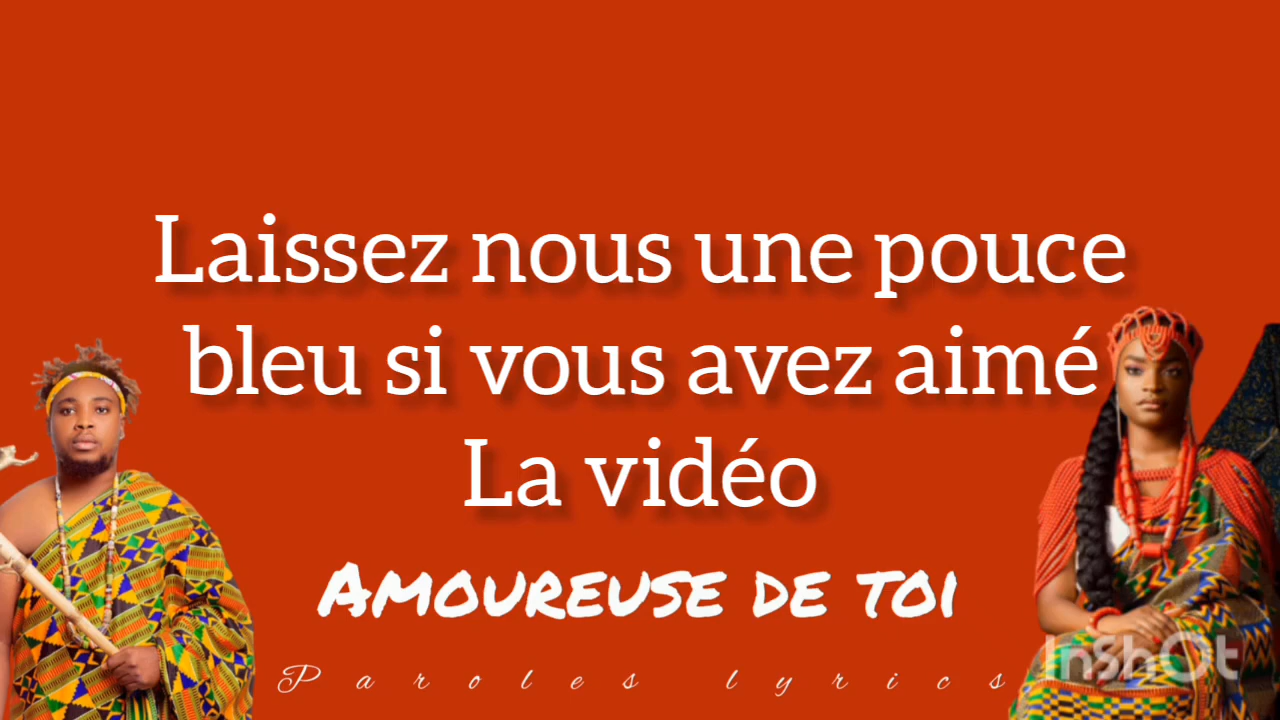 Laissez nous une pouce
bleu si vous avez aimé
La vidéo
AMOUREUSE DE TOI
Paroles lyrics
InShOt